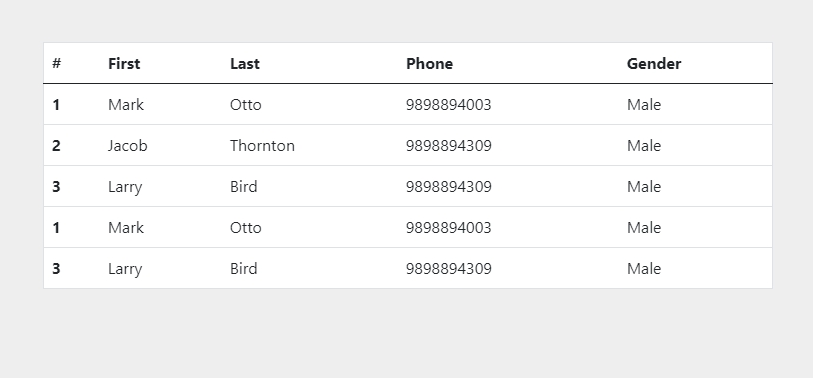 # First Last Phone Gender
1 Mark Otto 9898894003 Male
2 Jacob Thornton 9898894309 Male
3 Larry Bird 9898894309 Male
1 Mark Otto 9898894003 Male
3 Larry Bird 9898894309 Male